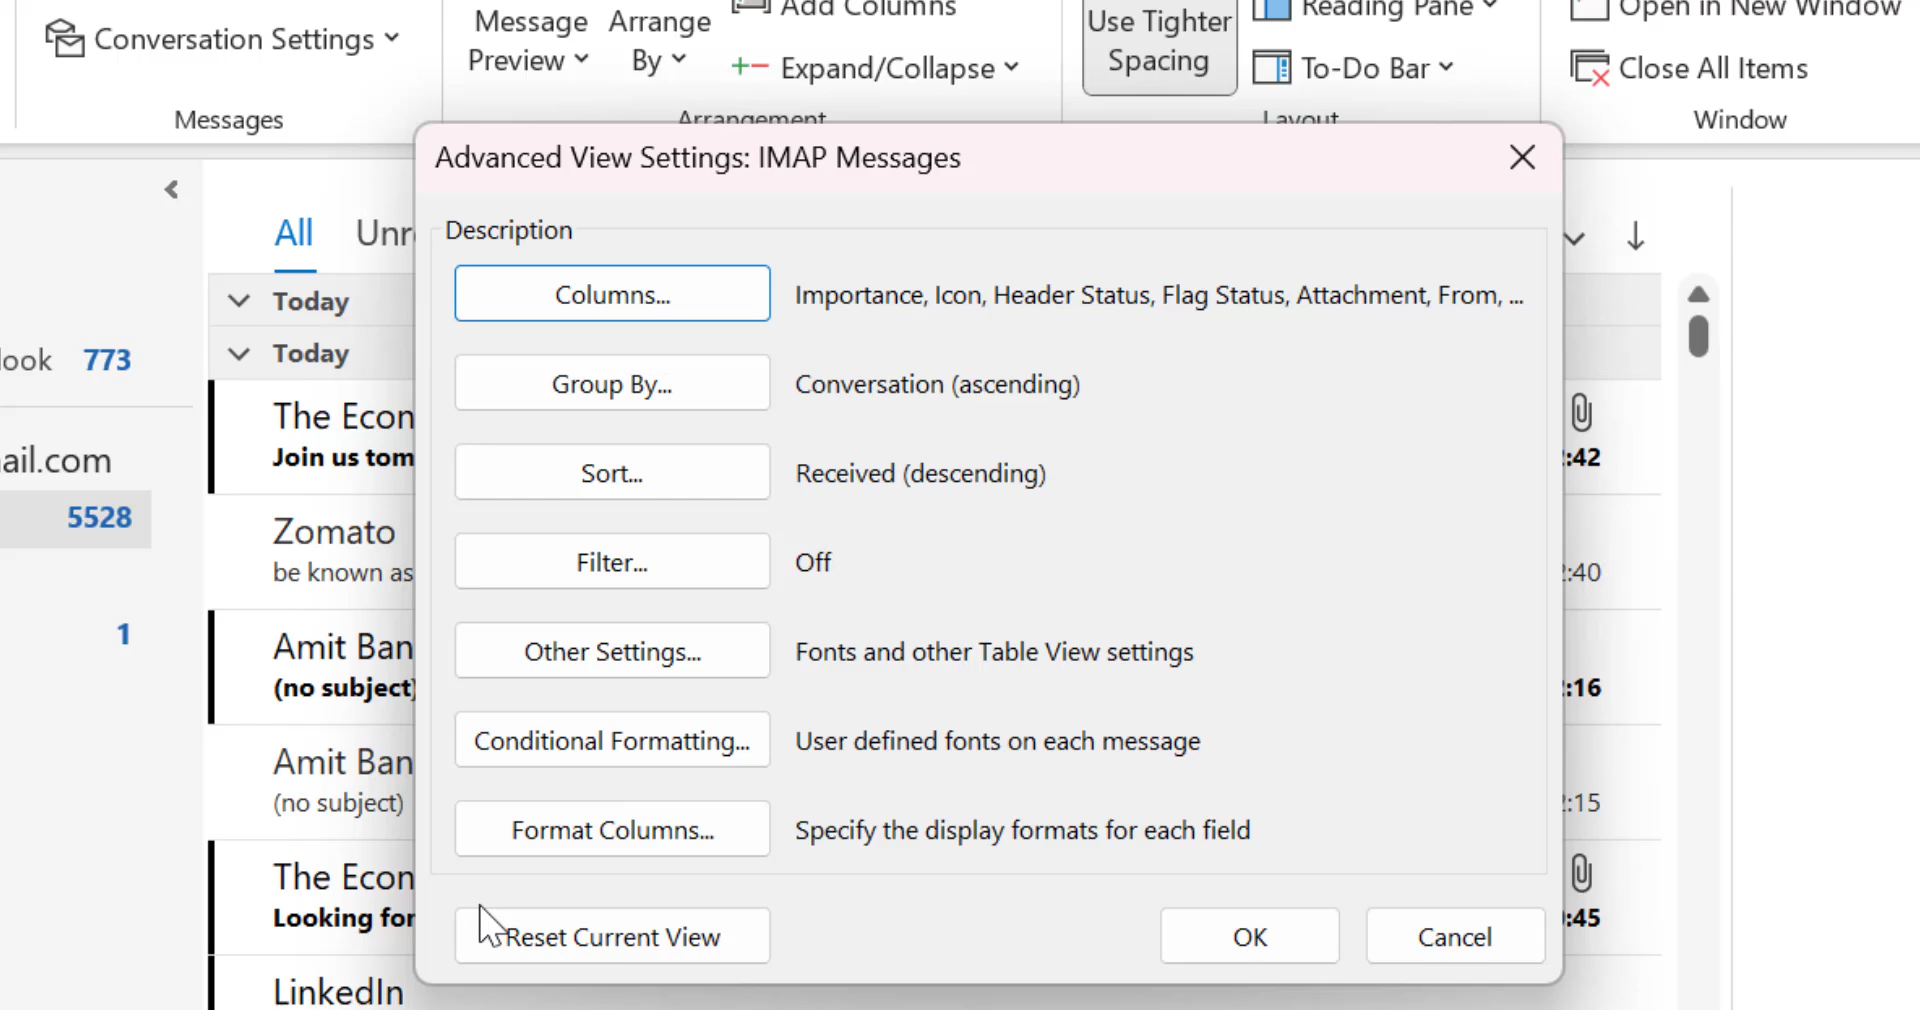 Conversation Settings
Messages
Message
Preview
Arrange
By
Add Columns
Expand/Collapse
Arrangement
Use Tighter
Spacing
Reading Pane
To-Do Bar
Layout
Open in New Window
Close All Items
Window
Advanced View Settings: IMAP Messages
Description
Columns...
Importance, Icon, Header Status, Flag Status, Attachment, From, ...
Group By...
Conversation (ascending)
Sort...
Received (descending)
Filter...
Off
Other Settings...
Fonts and other Table View settings
Conditional Formatting...
User defined fonts on each message
Format Columns...
Specify the display formats for each field
Reset Current View
OK
Cancel
look 773
ail.com
5528
1
All Unr
Today
Today
The Econ
Join us tom
:42
Zomato
be known as
2:40
Amit Ban
(no subject)
:16
Amit Ban
(no subject)
2:15
The Econ
Looking for
:45
LinkedIn